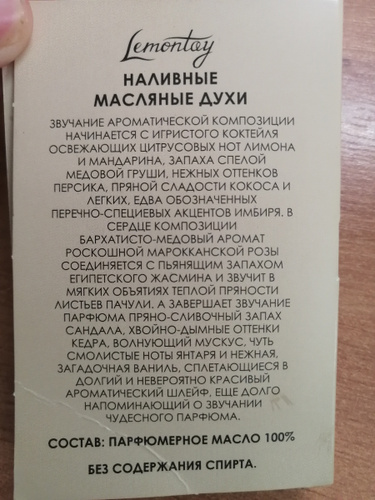 Lemontay
НАЛИВНЫЕ
МАСЛЯНЫЕ ДУХИ
ЗВУЧАНИЕ АРОМАТИЧЕСКОЙ КОМПОЗИЦИИ
НАЧИНАЕТСЯ С ИГРИСТОГО КОКТЕЙЛЯ
ОСВЕЖАЮЩИХ ЦИТРУСОВЫХ НОТ ЛИМОНА
И МАНДАРИНА, ЗАПАХА СПЕЛОЙ
МЕДОВОЙ ГРУШИ, НЕЖНЫХ ОТТЕНКОВ
ПЕРСИКА, ПРЯНОЙ СЛАДОСТИ КОКОСА И
ЛЕГКИХ, ЕДВА ОБОЗНАЧЕННЫХ
ПЕРЕЧНО-СПЕЦИЕВЫХ АКЦЕНТОВ ИМБИРЯ. В
СЕРДЦЕ КОМПОЗИЦИИ
БАРХАТИСТО-МЕДОВЫЙ АРОМАТ
РОСКОШНОЙ МАРОККАНСКОЙ РОЗЫ
СОЕДИНЯЕТСЯ С ПЬЯНЯЩИМ ЗАПАХОМ
ЕГИПЕТСКОГО ЖАСМИНА И ЗВУЧИТ В
МЯГКИХ ОБЪЯТИЯХ ТЕПЛОЙ ПРЯНОСТИ
ЛИСТЬЕВ ПАЧУЛИ. А ЗАВЕРШАЕТ ЗВУЧАНИЕ
ПАРФЮМА ПРЯНО-СЛИВОЧНЫЙ ЗАПАХ
САНДАЛА, ХВОЙНО-ДЫМНЫЕ ОТТЕНКИ
КЕДРА, ВОЛНУЮЩИЙ МУСКУС, ЧУТЬ
СМОЛИСТЫЕ НОТЫ ЯНТАРЯ И НЕЖНАЯ,
ЗАГАДОЧНАЯ ВАНИЛЬ, СПЛЕТАЮЩИЕСЯ В
ДОЛГИЙ И НЕВЕРОЯТНО КРАСИВЫЙ
АРОМАТИЧЕСКИЙ ШЛЕЙФ, ЕЩЕ ДОЛГО
НАПОМИНАЮЩИЙ О ЗВУЧАНИИ
ЧУДЕСНОГО ПАРФЮМА.
СОСТАВ: ПАРФЮМЕРНОЕ МАСЛО 100%
БЕЗ СОДЕРЖАНИЯ СПИРТА.